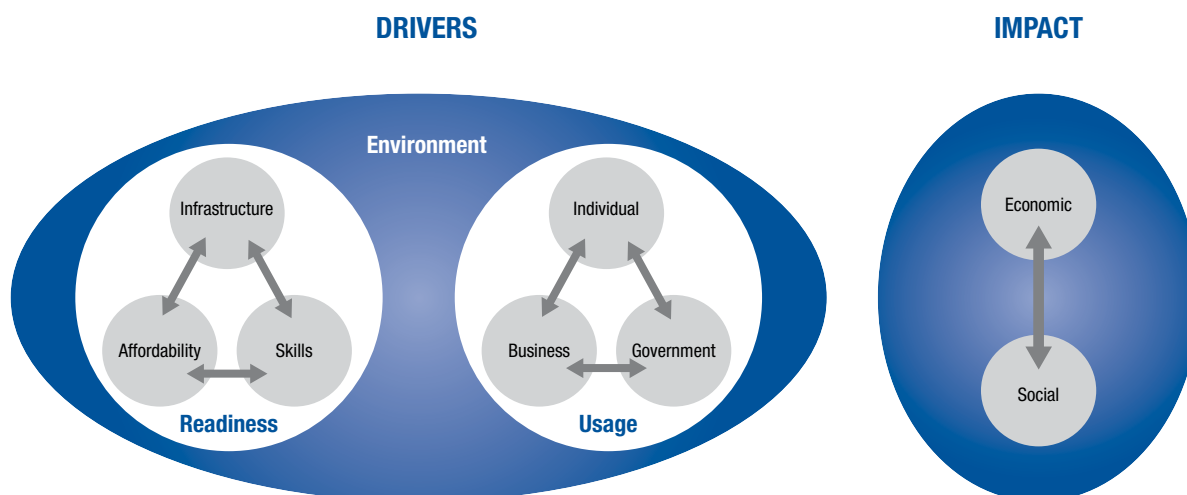 DRIVERS
IMPACT
Environment
Infrastructure
Affordability
Skills
Readiness
Individual
Business
Government
Usage
Economic
Social